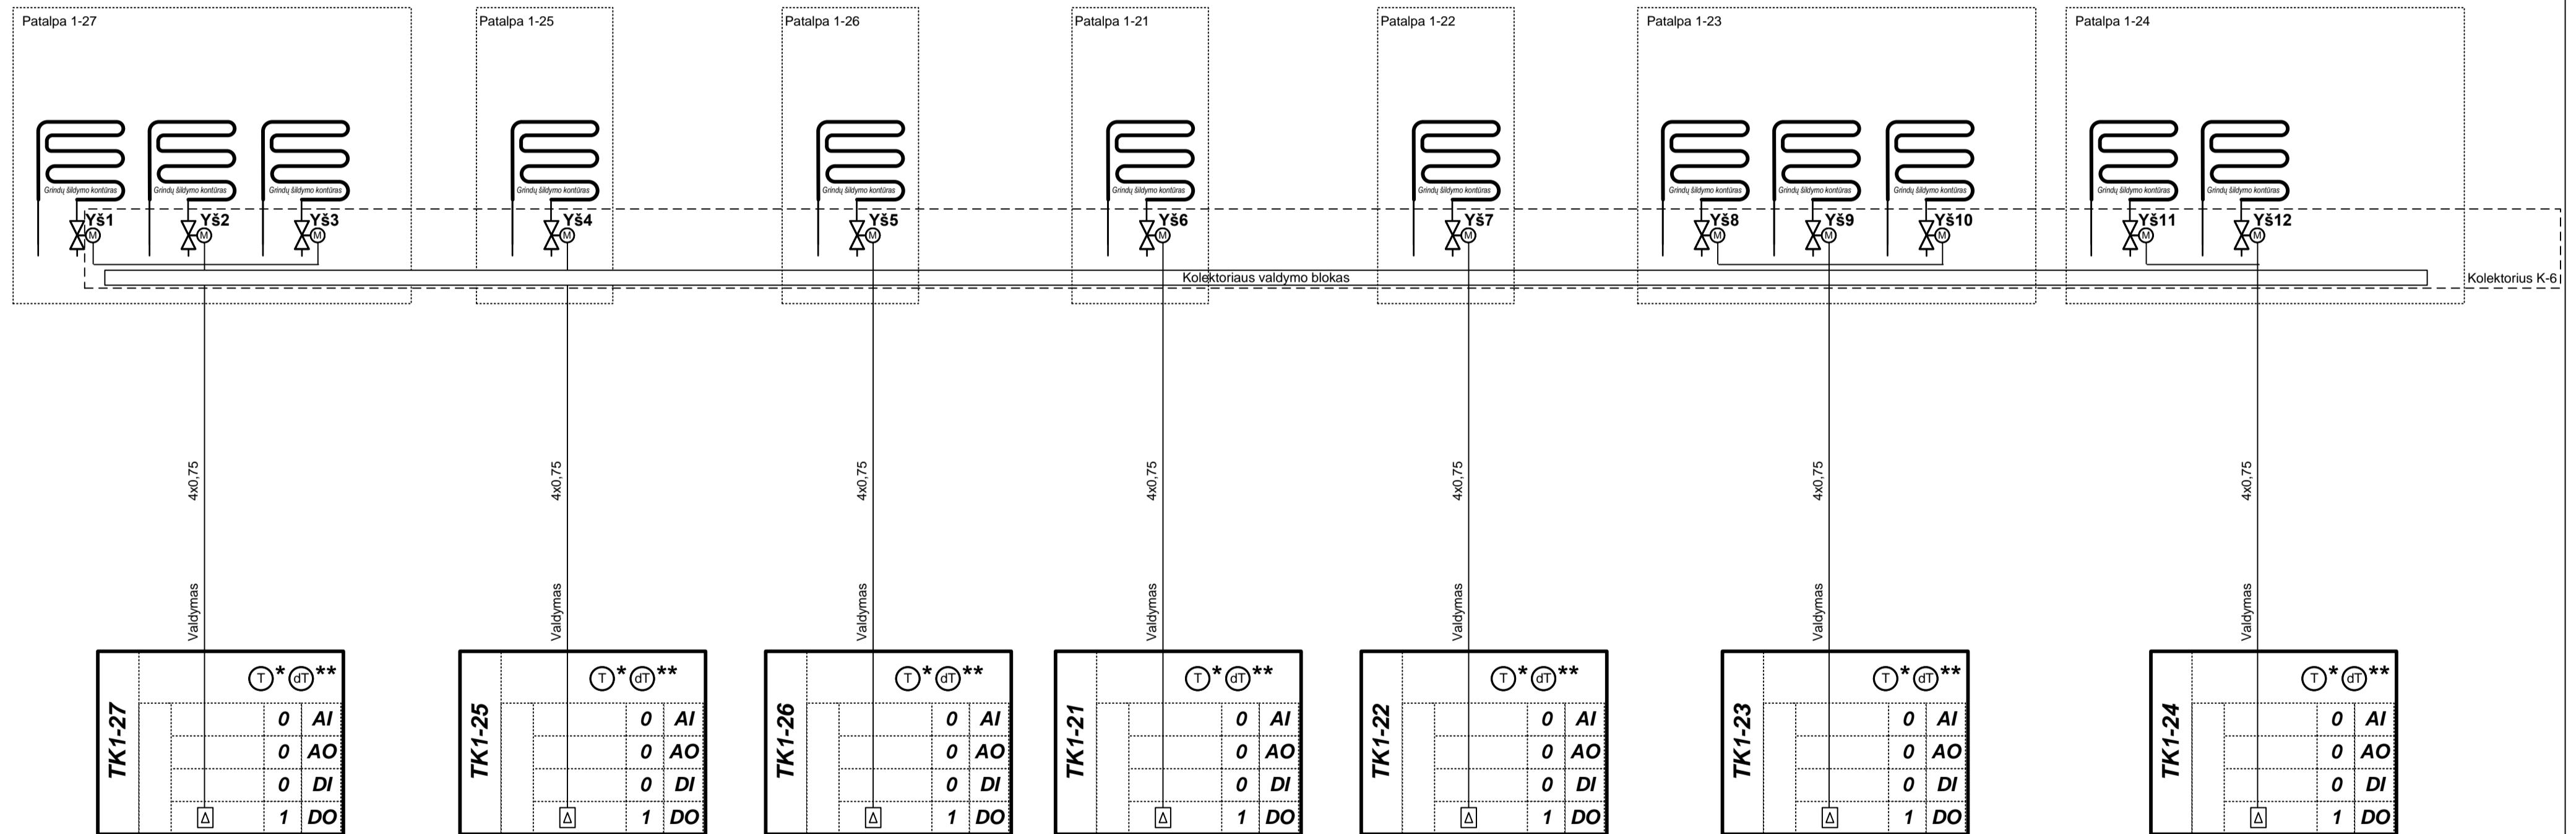 Patalpa 1-27
Patalpa 1-25
Patalpa 1-26
Patalpa 1-21
Patalpa 1-22
Patalpa 1-23
Patalpa 1-24
Grindų šildymo kontūras
Grindų šildymo kontūras
Grindų šildymo kontūras
Grindų šildymo kontūras
Grindų šildymo kontūras
Grindų šildymo kontūras
Grindų šildymo kontūras
Grindų šildymo kontūras
Grindų šildymo kontūras
Grindų šildymo kontūras
Grindų šildymo kontūras
Grindų šildymo kontūras
Yš1
Yš2
Yš3
Yš4
Yš5
Yš6
Yš7
Yš8
Yš9
Yš10
Yš11
Yš12
M
M
M
M
M
M
M
M
M
M
M
M
Kolektoriaus valdymo blokas
Kolektorius K-6
4x0,75
4x0,75
4x0,75
4x0,75
4x0,75
4x0,75
4x0,75
Valdymas
Valdymas
Valdymas
Valdymas
Valdymas
Valdymas
Valdymas
TK1-27
T * dT **
0 AI
0 AO
0 DI
Δ 1 DO
TK1-25
T * dT **
0 AI
0 AO
0 DI
Δ 1 DO
TK1-26
T * dT **
0 AI
0 AO
0 DI
Δ 1 DO
TK1-21
T * dT **
0 AI
0 AO
0 DI
Δ 1 DO
TK1-22
T * dT **
0 AI
0 AO
0 DI
Δ 1 DO
TK1-23
T * dT **
0 AI
0 AO
0 DI
Δ 1 DO
TK1-24
T * dT **
0 AI
0 AO
0 DI
Δ 1 DO